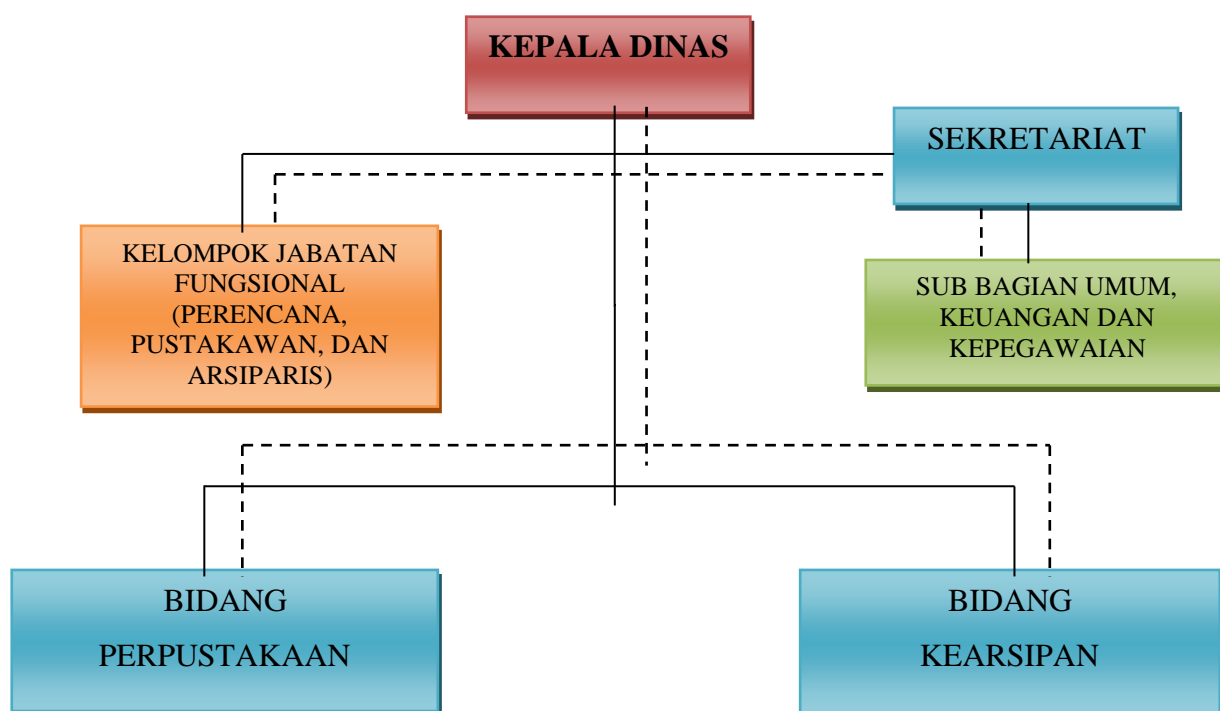 KEPALA DINAS
SEKRETARIAT
KELOMPOK JABATAN
FUNGSIONAL
(PERENCANA,
PUSTAKAWAN, DAN
ARSIPARIS)
SUB BAGIAN UMUM,
KEUANGAN DAN
KEPEGAWAIAN
BIDANG
PERPUSTAKAAN
BIDANG
KEARSIPAN